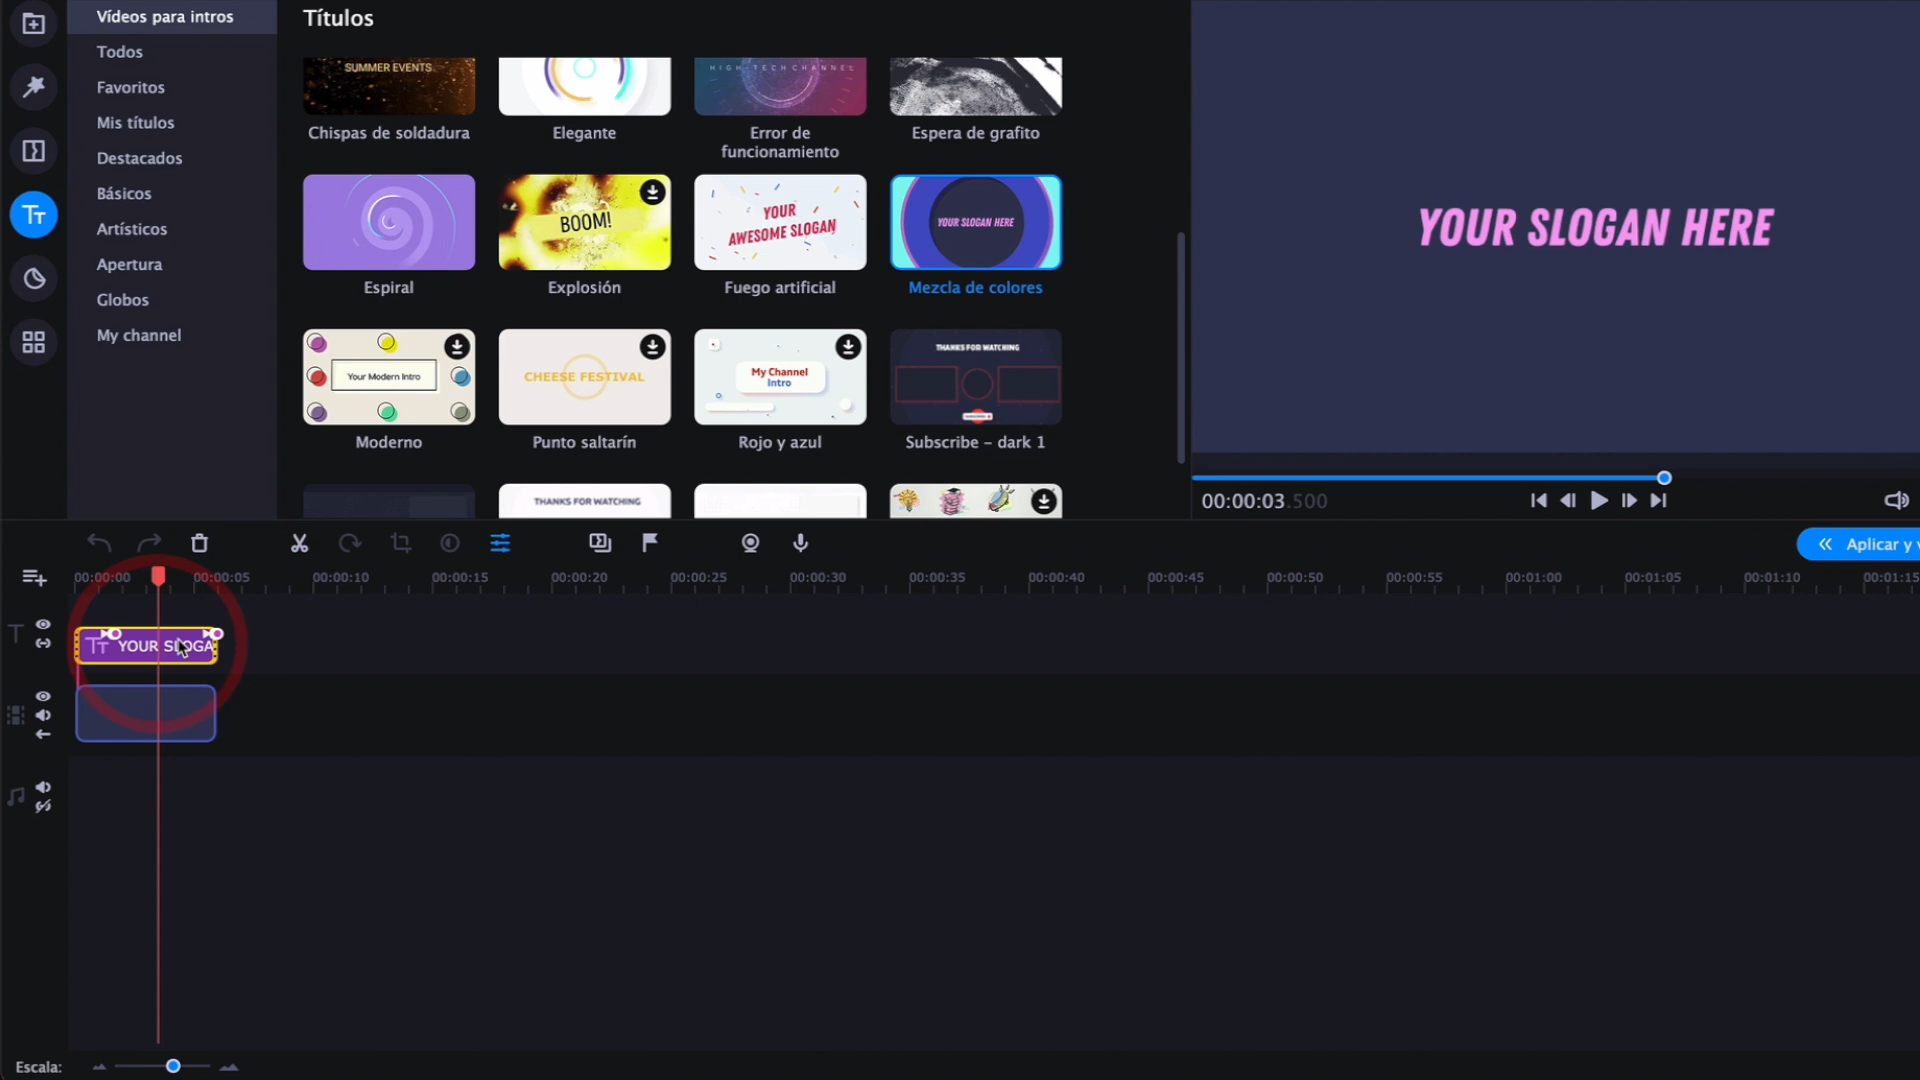 Vídeos para intros
Todos
Favoritos
Mis títulos
Destacados
Básicos
Artísticos
Apertura
Globos
My channel
Títulos
SUMMER EVENTS
HIGH-TECH CHANNEL
Chispas de soldadura
Elegante
Error de
funcionamiento
Espera de grafito
BOOM!
YOUR
AWESOME SLOGAN
YOUR SLOGAN HERE
Espiral
Explosión
Fuego artificial
Mezcla de colores
Your Modern Intro
CHEESE FESTIVAL
My Channel
Intro
THANKS FOR WATCHING
Moderno
Punto saltarín
Rojo y azul
Subscribe – dark 1
THANKS FOR WATCHING
YOUR SLOGAN HERE
00:00:03.500
Aplicar y v
00:00:00
00:00:05
00:00:10
00:00:15
00:00:20
00:00:25
00:00:30
00:00:35
00:00:40
00:00:45
00:00:50
00:00:55
00:01:00
00:01:05
00:01:10
00:01:15
YOUR SLOGA
Escala: